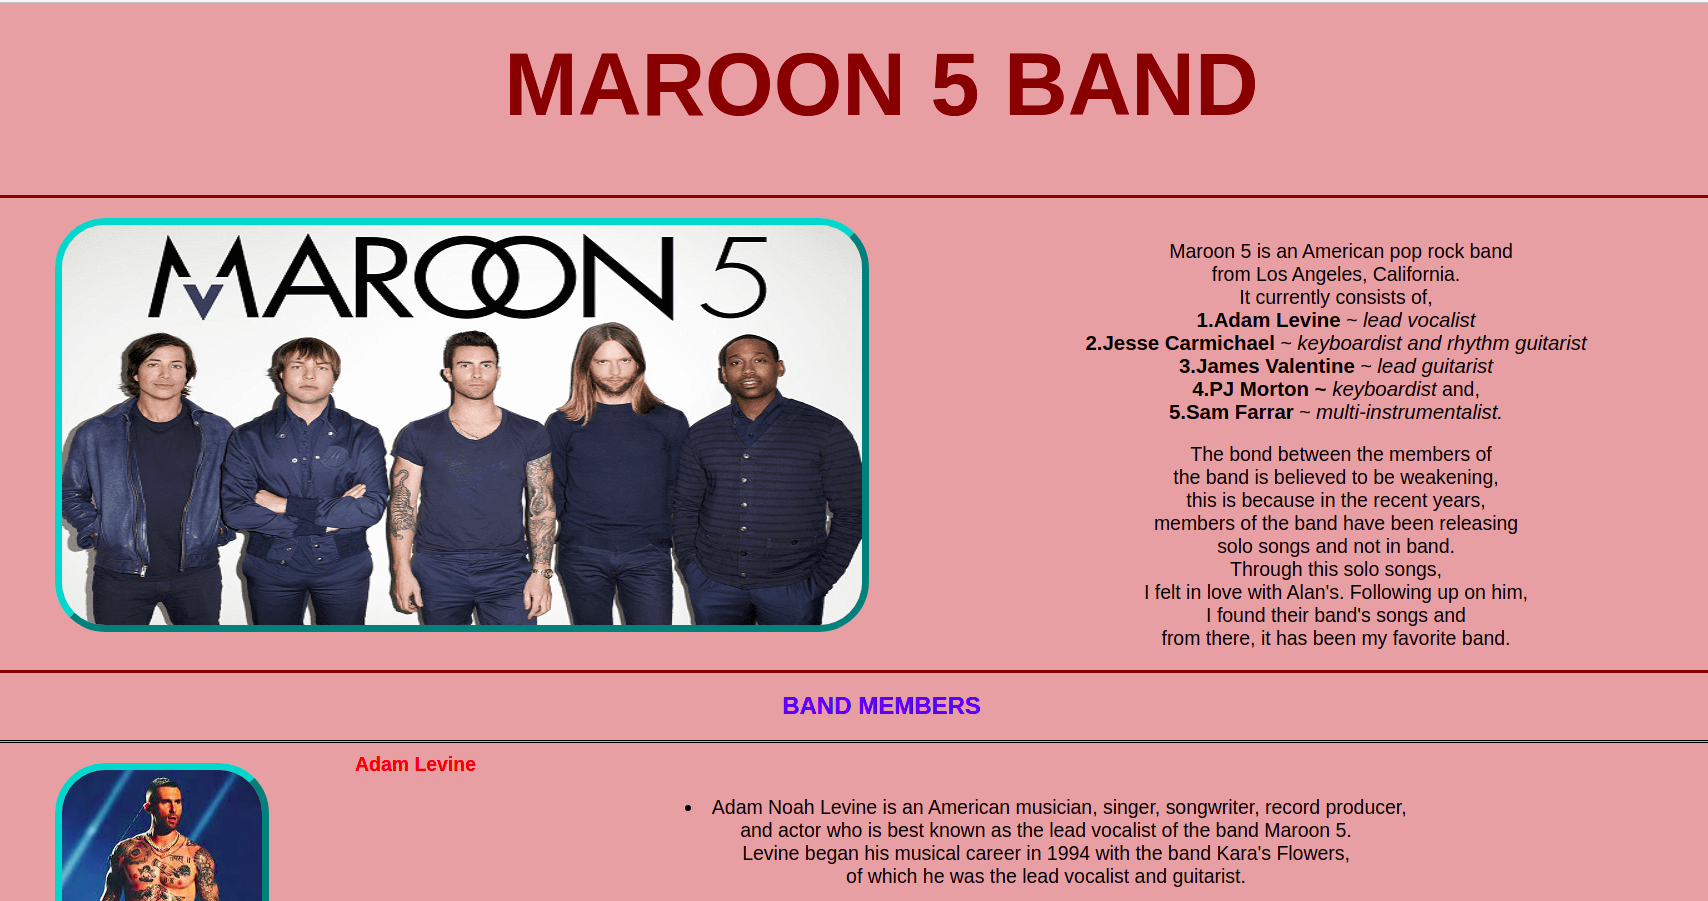 MAROON 5 BAND
MAROON 5
Maroon 5 is an American pop rock band
from Los Angeles, California.
It currently consists of,
1.Adam Levine ~ lead vocalist
2.Jesse Carmichael ~ keyboardist and rhythm guitarist
3.James Valentine ~ lead guitarist
4.PJ Morton ~ keyboardist and,
5.Sam Farrar ~ multi-instrumentalist.
The bond between the members of
the band is believed to be weakening,
this is because in the recent years,
members of the band have been releasing
solo songs and not in band.
Through this solo songs,
I felt in love with Alan's. Following up on him,
I found their band's songs and
from there, it has been my favorite band.
BAND MEMBERS
Adam Levine
• Adam Noah Levine is an American musician, singer, songwriter, record producer,
and actor who is best known as the lead vocalist of the band Maroon 5.
Levine began his musical career in 1994 with the band Kara's Flowers,
of which he was the lead vocalist and guitarist.